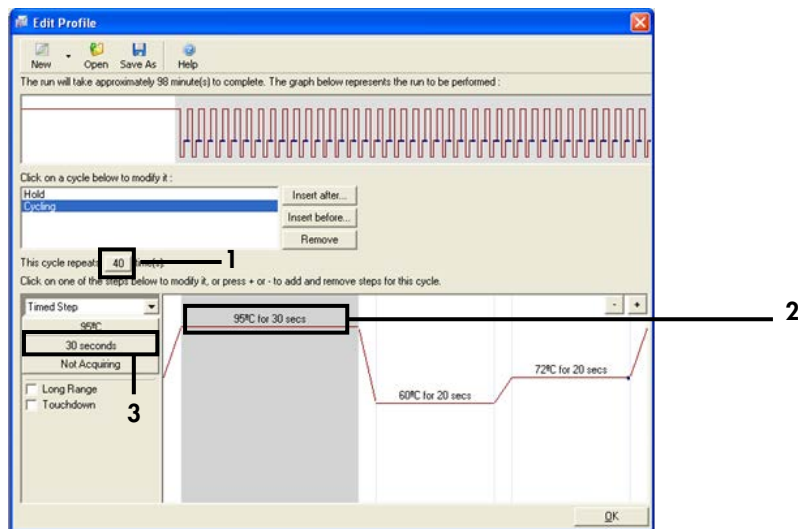 Edit Profile
New Open Save As Help
The run will take approximately 98 minute(s) to complete. The graph below represents the run to be performed :
Click on a cycle below to modify it :
Hold
Cycling
Insert after...
Insert before...
Remove
This cycle repeats 40 time(s).
1
Click on one of the steps below to modify it, or press + or - to add and remove steps for this cycle.
Timed Step
- +
95ºC
30 seconds
Not Acquiring
Long Range
Touchdown
3
95ºC for 30 secs
2
60ºC for 20 secs
72ºC for 20 secs
OK